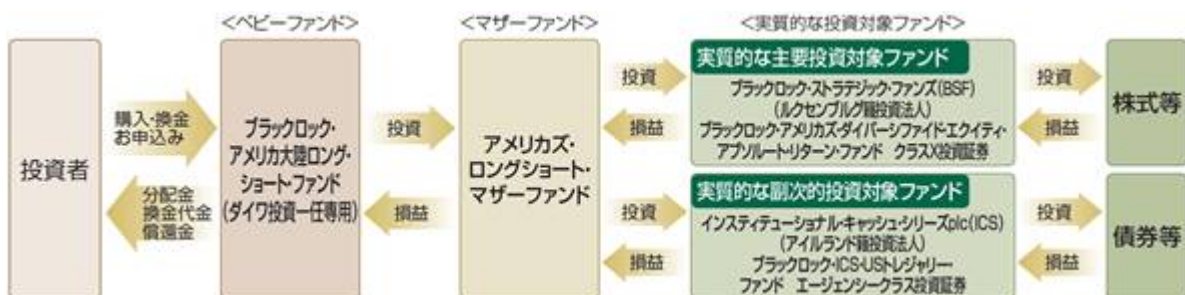 ＜ベビーファンド＞
＜マザーファンド＞
＜実質的な投資対象ファンド＞
投資者
購入・換金
お申込み
分配金
換金代金
償還金
ブラックロック・
アメリカ大陸ロング・
ショート・ファンド
(ダイワ投資一任専用)
投資
損益
アメリカズ・
ロングショート・
マザーファンド
投資
損益
実質的な主要投資対象ファンド
ブラックロック・ストラテジック・ファンズ(BSF)
(ルクセンブルグ籍投資法人)
ブラックロック・アメリカズ・ダイバーシファイド・エクイティ・
アブソルート・リターン・ファンド クラスX投資証券
投資
損益
株式等
投資
損益
実質的な副次的投資対象ファンド
インスティテューショナル・キャッシュ・シリーズplc(ICS)
(アイルランド籍投資法人)
ブラックロック・ICS・USトレジャリー・
ファンド エージェンシークラス投資証券
投資
損益
債券等